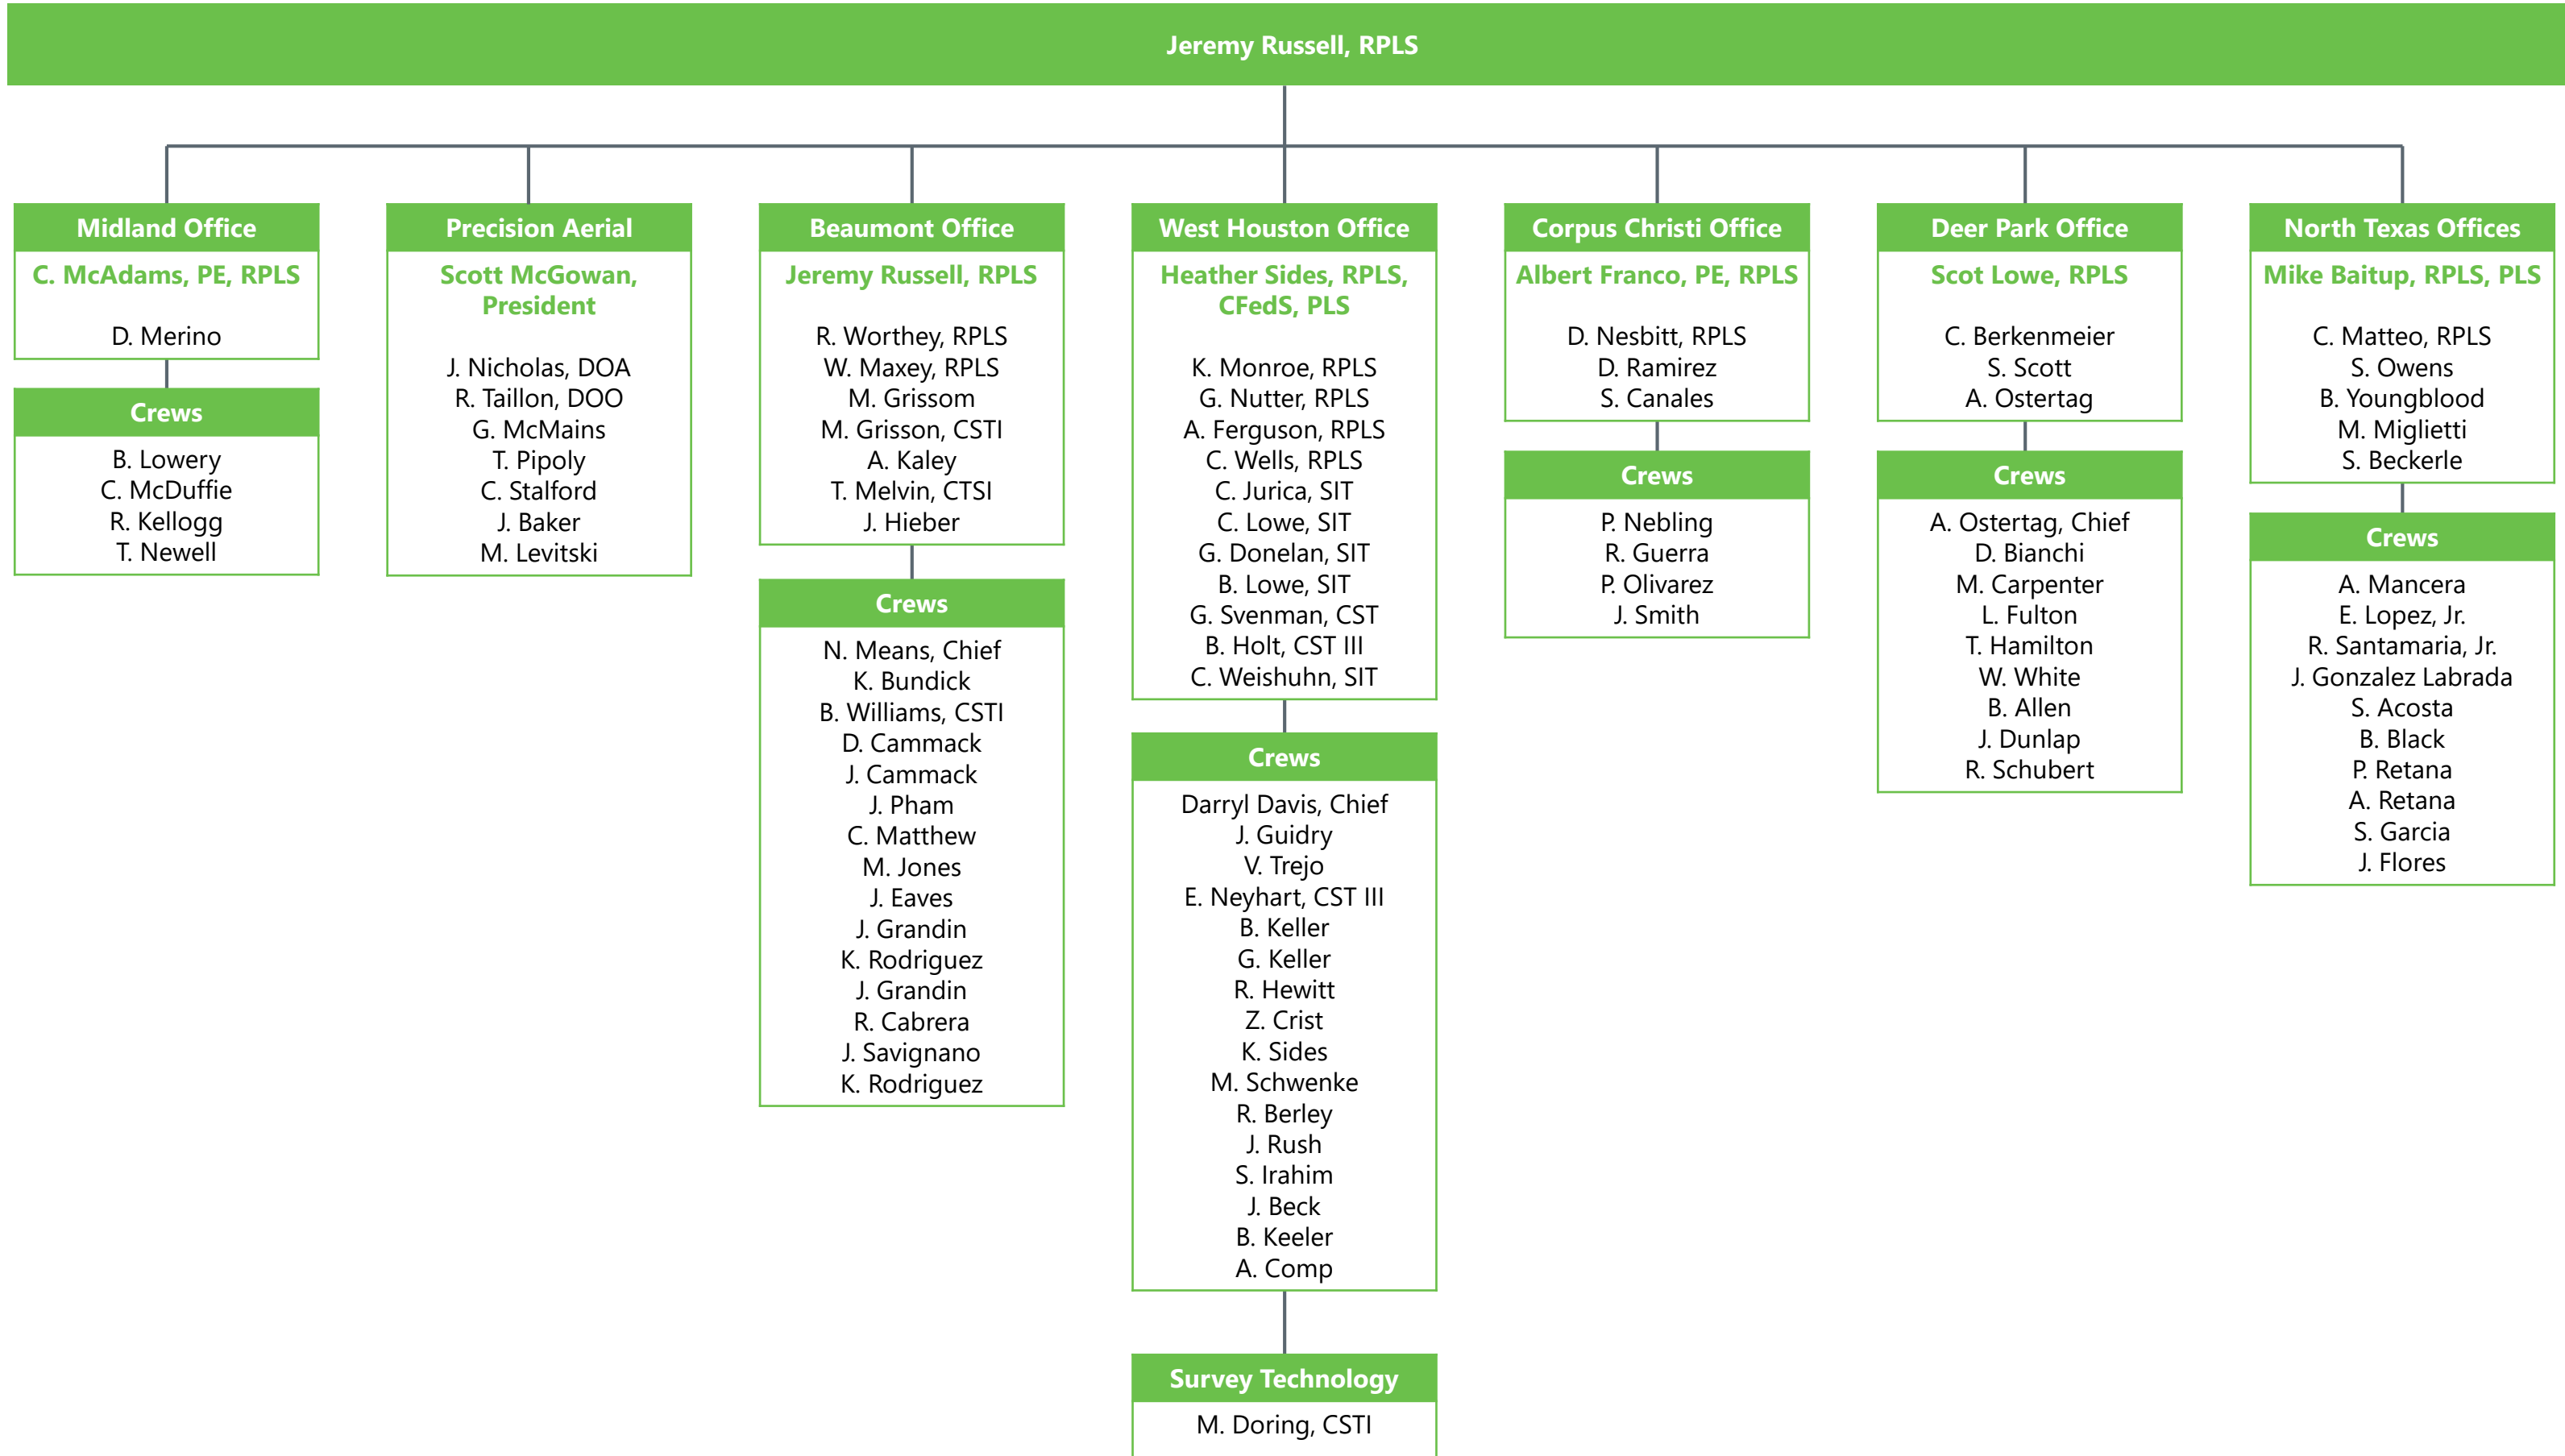 Jeremy Russell, RPLS
Midland Office
C. McAdams, PE, RPLS
D. Merino
Crews
B. Lowery
C. McDuffie
R. Kellogg
T. Newell
Precision Aerial
Scott McGowan,
President
J. Nicholas, DOA
R. Taillon, DOO
G. McMains
T. Pipoly
C. Stalford
J. Baker
M. Levitski
Beaumont Office
Jeremy Russell, RPLS
R. Worthey, RPLS
W. Maxey, RPLS
M. Grissom
M. Grisson, CSTI
A. Kaley
T. Melvin, CTSI
J. Hieber
Crews
N. Means, Chief
K. Bundick
B. Williams, CSTI
D. Cammack
J. Cammack
J. Pham
C. Matthew
M. Jones
J. Eaves
J. Grandin
K. Rodriguez
J. Grandin
R. Cabrera
J. Savignano
K. Rodriguez
West Houston Office
Heather Sides, RPLS,
CFedS, PLS
K. Monroe, RPLS
G. Nutter, RPLS
A. Ferguson, RPLS
C. Wells, RPLS
C. Jurica, SIT
C. Lowe, SIT
G. Donelan, SIT
B. Lowe, SIT
G. Svenman, CST
B. Holt, CST III
C. Weishuhn, SIT
Crews
Darryl Davis, Chief
J. Guidry
V. Trejo
E. Neyhart, CST III
B. Keller
G. Keller
R. Hewitt
Z. Crist
K. Sides
M. Schwenke
R. Berley
J. Rush
S. Irahim
J. Beck
B. Keeler
A. Comp
Survey Technology
M. Doring, CSTI
Corpus Christi Office
Albert Franco, PE, RPLS
D. Nesbitt, RPLS
D. Ramirez
S. Canales
Crews
P. Nebling
R. Guerra
P. Olivarez
J. Smith
Deer Park Office
Scot Lowe, RPLS
C. Berkenmeier
S. Scott
A. Ostertag
Crews
A. Ostertag, Chief
D. Bianchi
M. Carpenter
L. Fulton
T. Hamilton
W. White
B. Allen
J. Dunlap
R. Schubert
North Texas Offices
Mike Baitup, RPLS, PLS
C. Matteo, RPLS
S. Owens
B. Youngblood
M. Miglietti
S. Beckerle
Crews
A. Mancera
E. Lopez, Jr.
R. Santamaria, Jr.
J. Gonzalez Labrada
S. Acosta
B. Black
P. Retana
A. Retana
S. Garcia
J. Flores